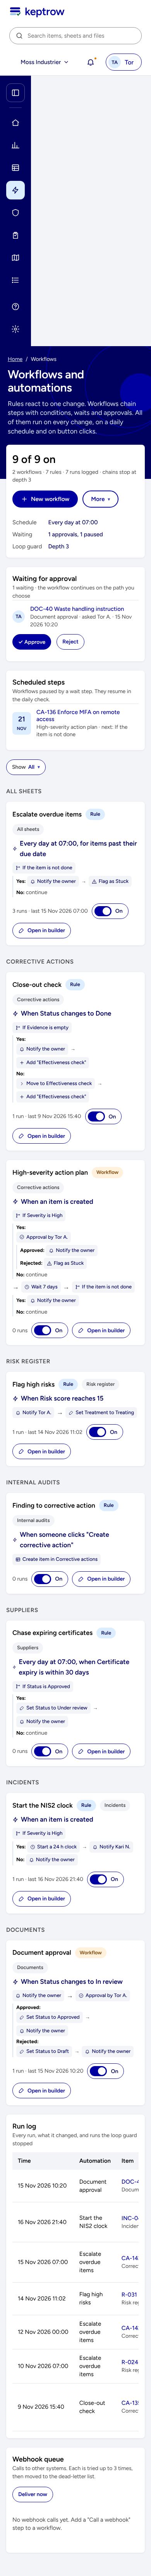 keptrow
Search items, sheets and files
Moss Industrier
TA
Tor
Home / Workflows
Workflows and
automations
Rules react to one change. Workflows chain
steps with conditions, waits and approvals. All
of them run on every change, on a daily
schedule and on button clicks.
9 of 9 on
2 workflows · 7 rules · 7 runs logged · chains stop at
depth 3
New workflow
More
Schedule Every day at 07:00
Waiting 1 approvals, 1 paused
Loop guard Depth 3
Waiting for approval
1 waiting · the workflow continues on the path you
choose
TA
DOC-40 Waste handling instruction
Document approval · asked Tor A. · 15 Nov
2026 10:20
Approve
Reject
Scheduled steps
Workflows paused by a wait step. They resume in
the daily check.
21
NOV
CA-136 Enforce MFA on remote
access
High-severity action plan · next: If the
item is not done
Show All
ALL SHEETS
Escalate overdue items Rule
All sheets
Every day at 07:00, for items past their
due date
If the item is not done
Yes: Notify the owner → Flag as Stuck
No: continue
3 runs · last 15 Nov 2026 07:00 On
Open in builder
CORRECTIVE ACTIONS
Close-out check Rule
Corrective actions
When Status changes to Done
If Evidence is empty
Yes:
Notify the owner →
Add "Effectiveness check"
No:
Move to Effectiveness check →
Add "Effectiveness check"
1 run · last 9 Nov 2026 15:40 On
Open in builder
High-severity action plan Workflow
Corrective actions
When an item is created
If Severity is High
Yes:
Approval by Tor A.
Approved: Notify the owner
Rejected: Flag as Stuck
No: continue
→ Wait 7 days → If the item is not done
Yes: Notify the owner
No: continue
0 runs On Open in builder
RISK REGISTER
Flag high risks Rule Risk register
When Risk score reaches 15
Notify Tor A. → Set Treatment to Treating
1 run · last 14 Nov 2026 11:02 On
Open in builder
INTERNAL AUDITS
Finding to corrective action Rule
Internal audits
When someone clicks "Create
corrective action"
Create item in Corrective actions
0 runs On Open in builder
SUPPLIERS
Chase expiring certificates Rule
Suppliers
Every day at 07:00, when Certificate
expiry is within 30 days
If Status is Approved
Yes:
Set Status to Under review →
Notify the owner
No: continue
0 runs On Open in builder
INCIDENTS
Start the NIS2 clock Rule Incidents
When an item is created
If Severity is High
Yes: Start a 24 h clock → Notify Kari N.
No: Notify the owner
1 run · last 16 Nov 2026 21:40 On
Open in builder
DOCUMENTS
Document approval Workflow
Documents
When Status changes to In review
Notify the owner → Approval by Tor A.
Approved:
Set Status to Approved →
Notify the owner
Rejected:
Set Status to Draft → Notify the owner
1 run · last 15 Nov 2026 10:20 On
Open in builder
Run log
Every run, what it changed, and the runs the loop guard
stopped
Time Automation Item
15 Nov 2026 10:20 Document approval DOC-4
Docum
16 Nov 2026 21:40 Start the NIS2 clock INC-0
Inciden
15 Nov 2026 07:00 Escalate overdue items CA-14
Correc
14 Nov 2026 11:02 Flag high risks R-031
Risk re
12 Nov 2026 00:00 Escalate overdue items CA-14
Correc
10 Nov 2026 07:00 Escalate overdue items R-024
Risk re
9 Nov 2026 15:40 Close-out check CA-13
Correc
Webhook queue
Calls to other systems. Each is tried up to 3 times,
then moved to the dead-letter list.
Deliver now
No webhook calls yet. Add a "Call a webhook"
step to a workflow.